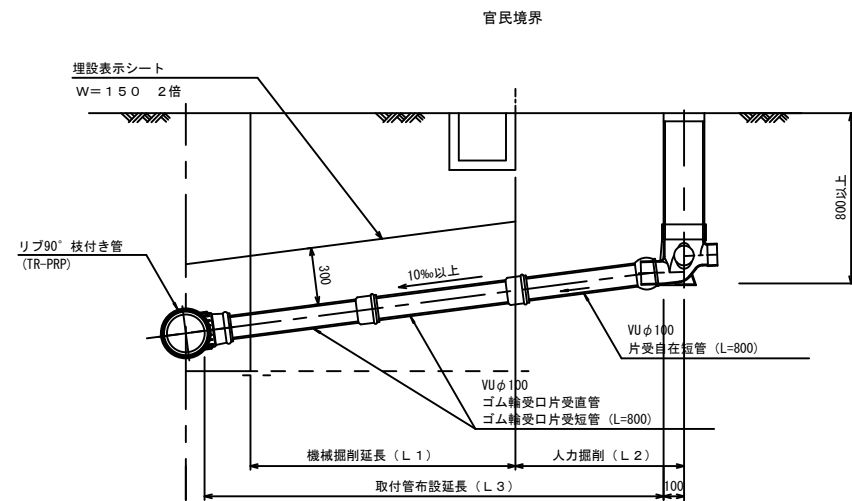 官民境界
埋設表示シート
W=150 2倍
800以上
リブ90°枝付き管
(TR-PRP)
300
10‰以上
VUφ100
片受自在短管 (L=800)
VUφ100
ゴム輪受口片受直管
ゴム輪受口片受短管 (L=800)
機械掘削延長(L1)
人力掘削(L2)
取付管布設延長(L3)
100